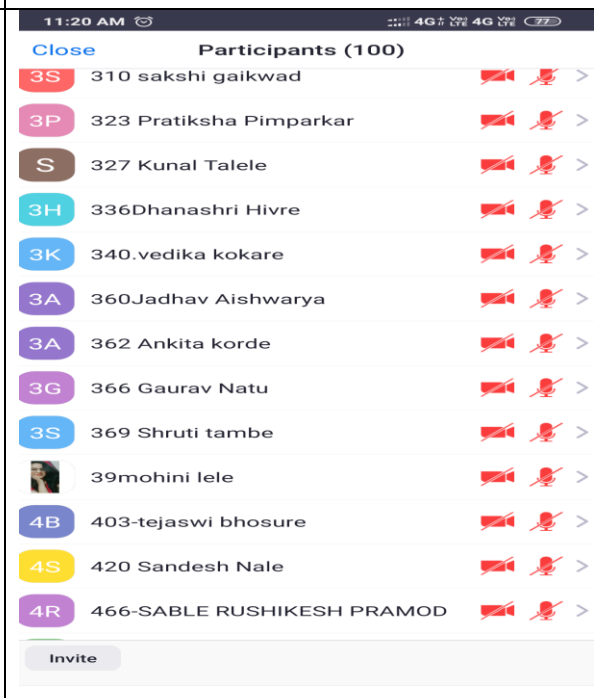 11:20 AM 4G 4G 77
Close Participants (100)
3S 310 sakshi gaikwad
3P 323 Pratiksha Pimparkar
S 327 Kunal Talele
3H 336Dhanashri Hivre
3K 340.vedika kokare
3A 360Jadhav Aishwarya
3A 362 Ankita korde
3G 366 Gaurav Natu
3S 369 Shruti tambe
39mohini lele
4B 403-tejaswi bhosure
4S 420 Sandesh Nale
4R 466-SABLE RUSHIKESH PRAMOD
Invite